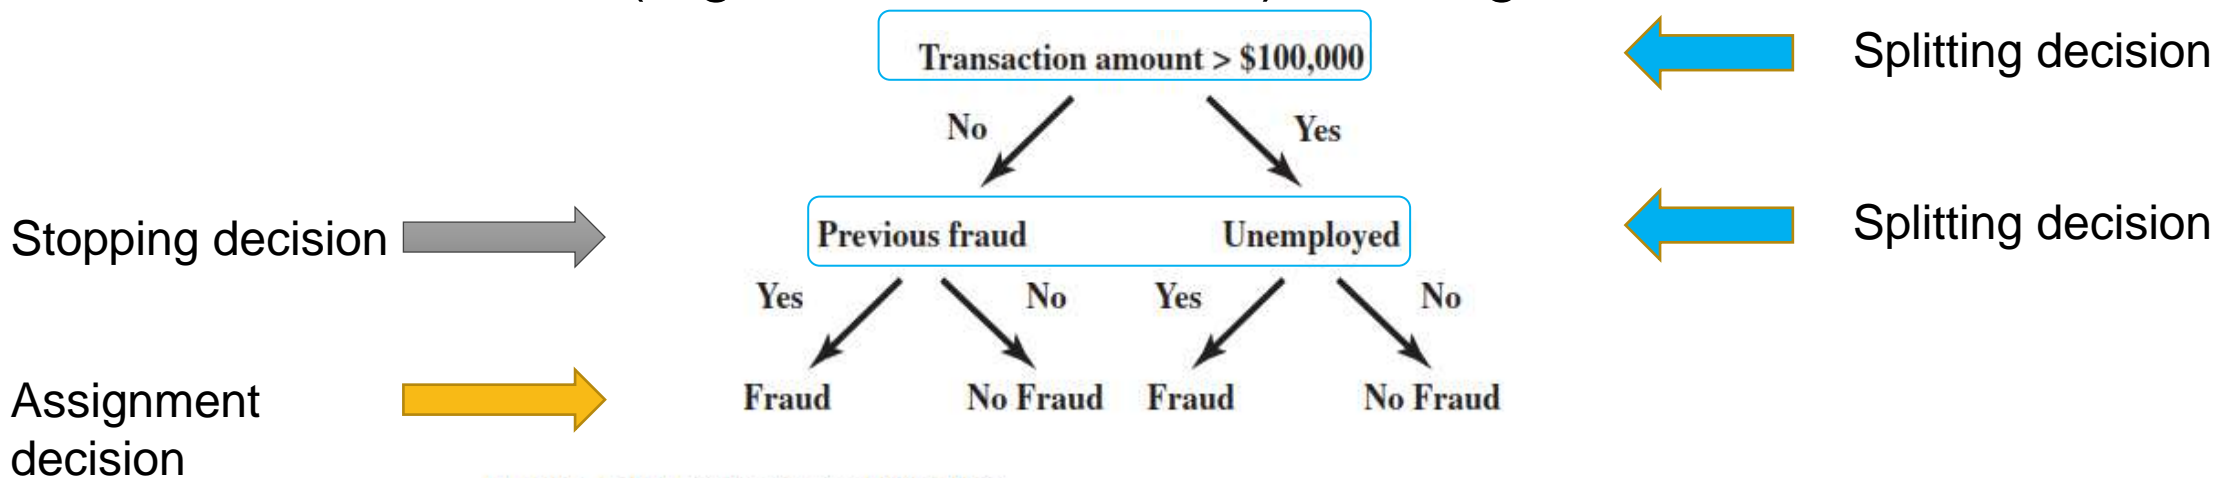 Transaction amount > $100,000
Splitting decision
No
Yes
Stopping decision
Previous fraud
Unemployed
Splitting decision
Yes
No
Yes
No
Assignment
decision
Fraud
No Fraud
Fraud
No Fraud